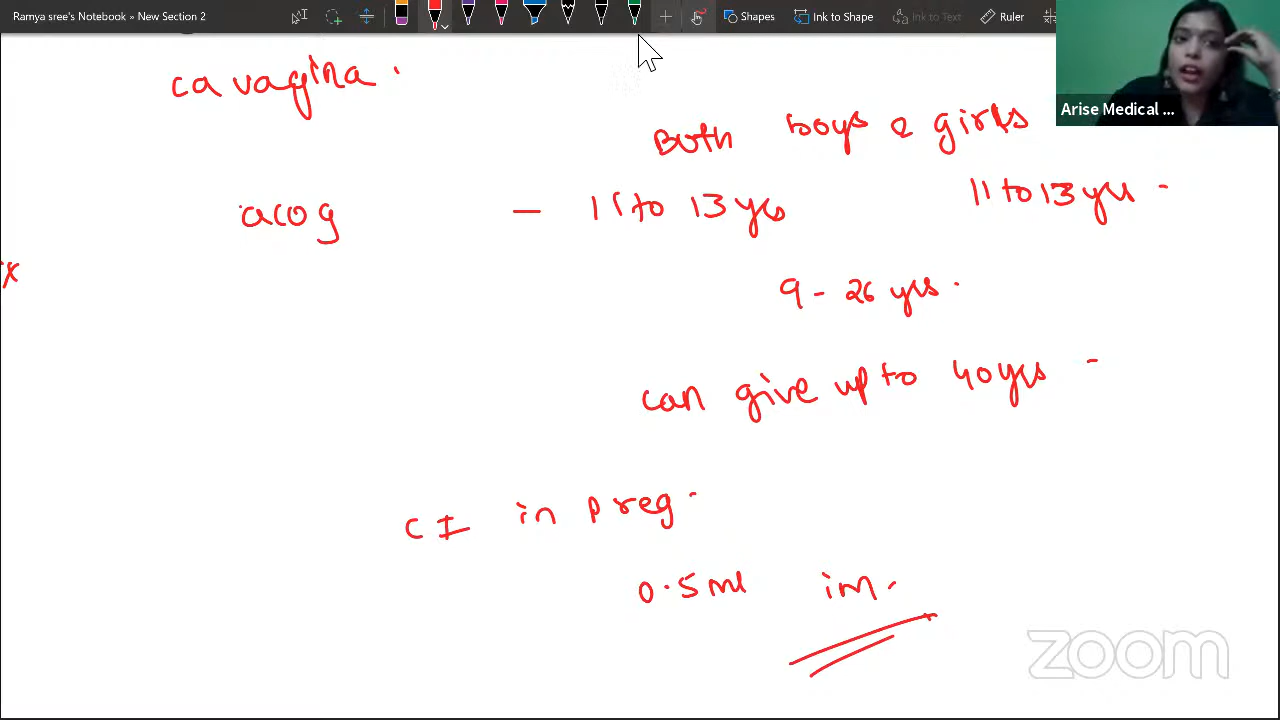 Ramya sree's Notebook » New Section 2
Shapes Ink to Shape Ink to Text Ruler
Arise Medical ...
ca vagina.
Both boys & girls
acog - 11 to 13 yrs 11 to 13 yrs -
9 - 26 yrs.
can give up to 40 yrs -
CI in preg.
0.5 ml im.
zoom